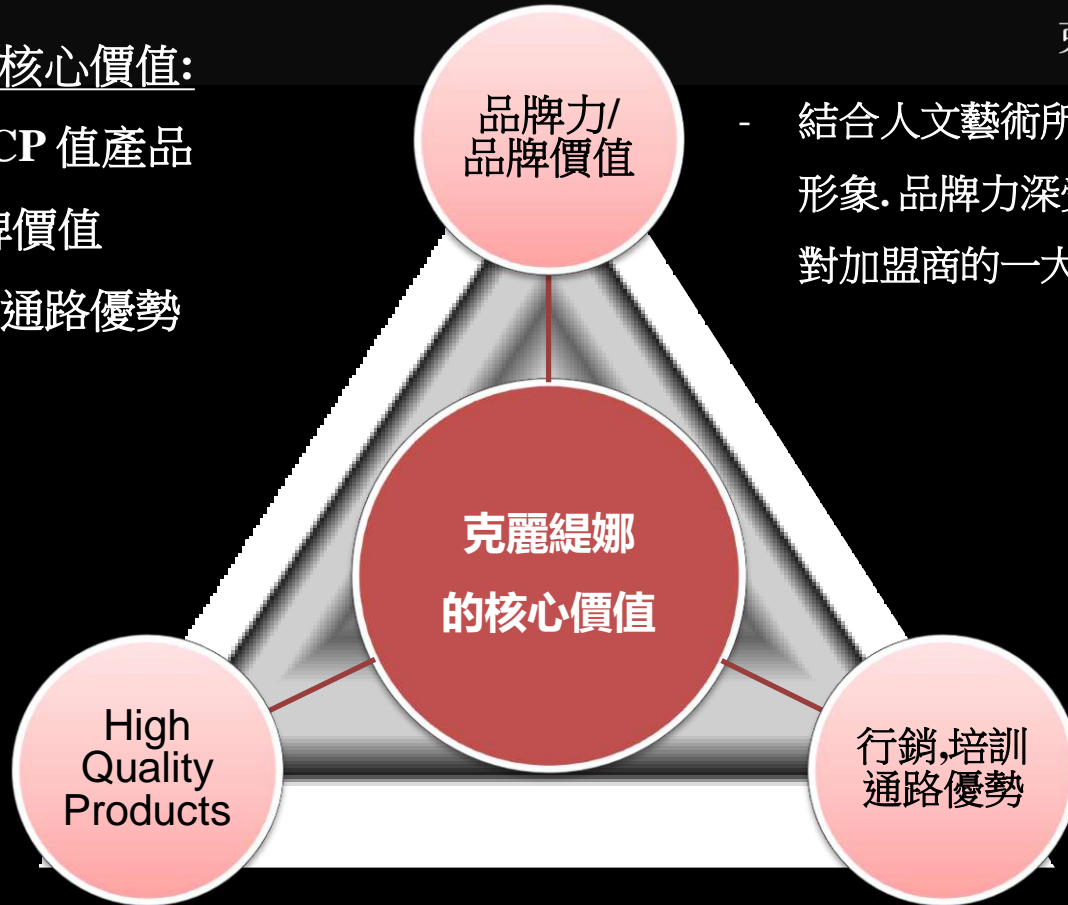 核心價值:
CP 值產品
牌價值
通路優勢
品牌力/
品牌價值
- 結合人文藝術所
形象. 品牌力深受
對加盟商的一大
克麗緹娜
的核心價值
High
Quality
Products
行銷,培訓
通路優勢